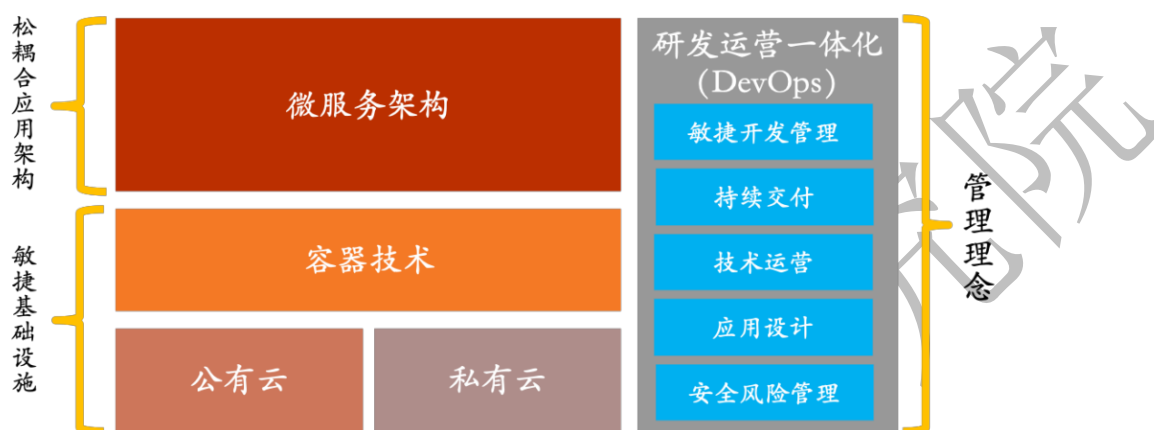 松耦合应用架构
微服务架构
敏捷基础设施
容器技术
公有云
私有云
研发运营一体化
(DevOps)
敏捷开发管理
持续交付
技术运营
应用设计
安全风险管理
管理理念
院